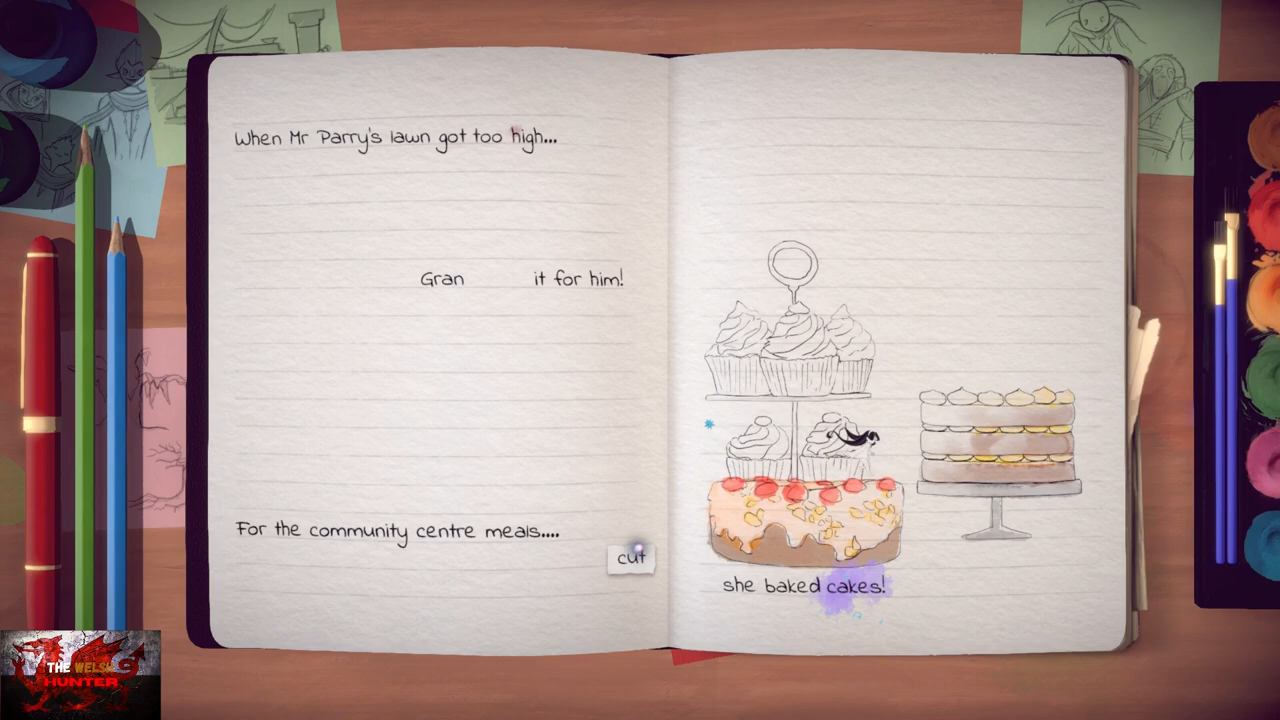 When Mr Parry's lawn got too high...
Gran it for him!
For the community centre meals....
cut
she baked cakes!
THE WELSH
HUNTER